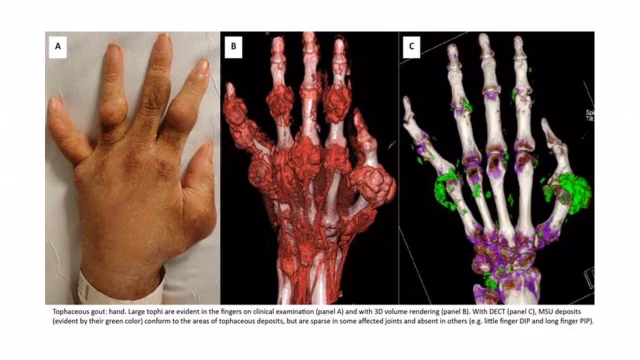 A
B
C
Tophaceous gout: hand. Large tophi are evident in the fingers on clinical examination (panel A) and with 3D volume rendering (panel B). With DECT (panel C), MSU deposits
(evident by their green color) conform to the areas of tophaceous deposits, but are sparse in some affected joints and absent in others (e.g. little finger DIP and long finger PIP).